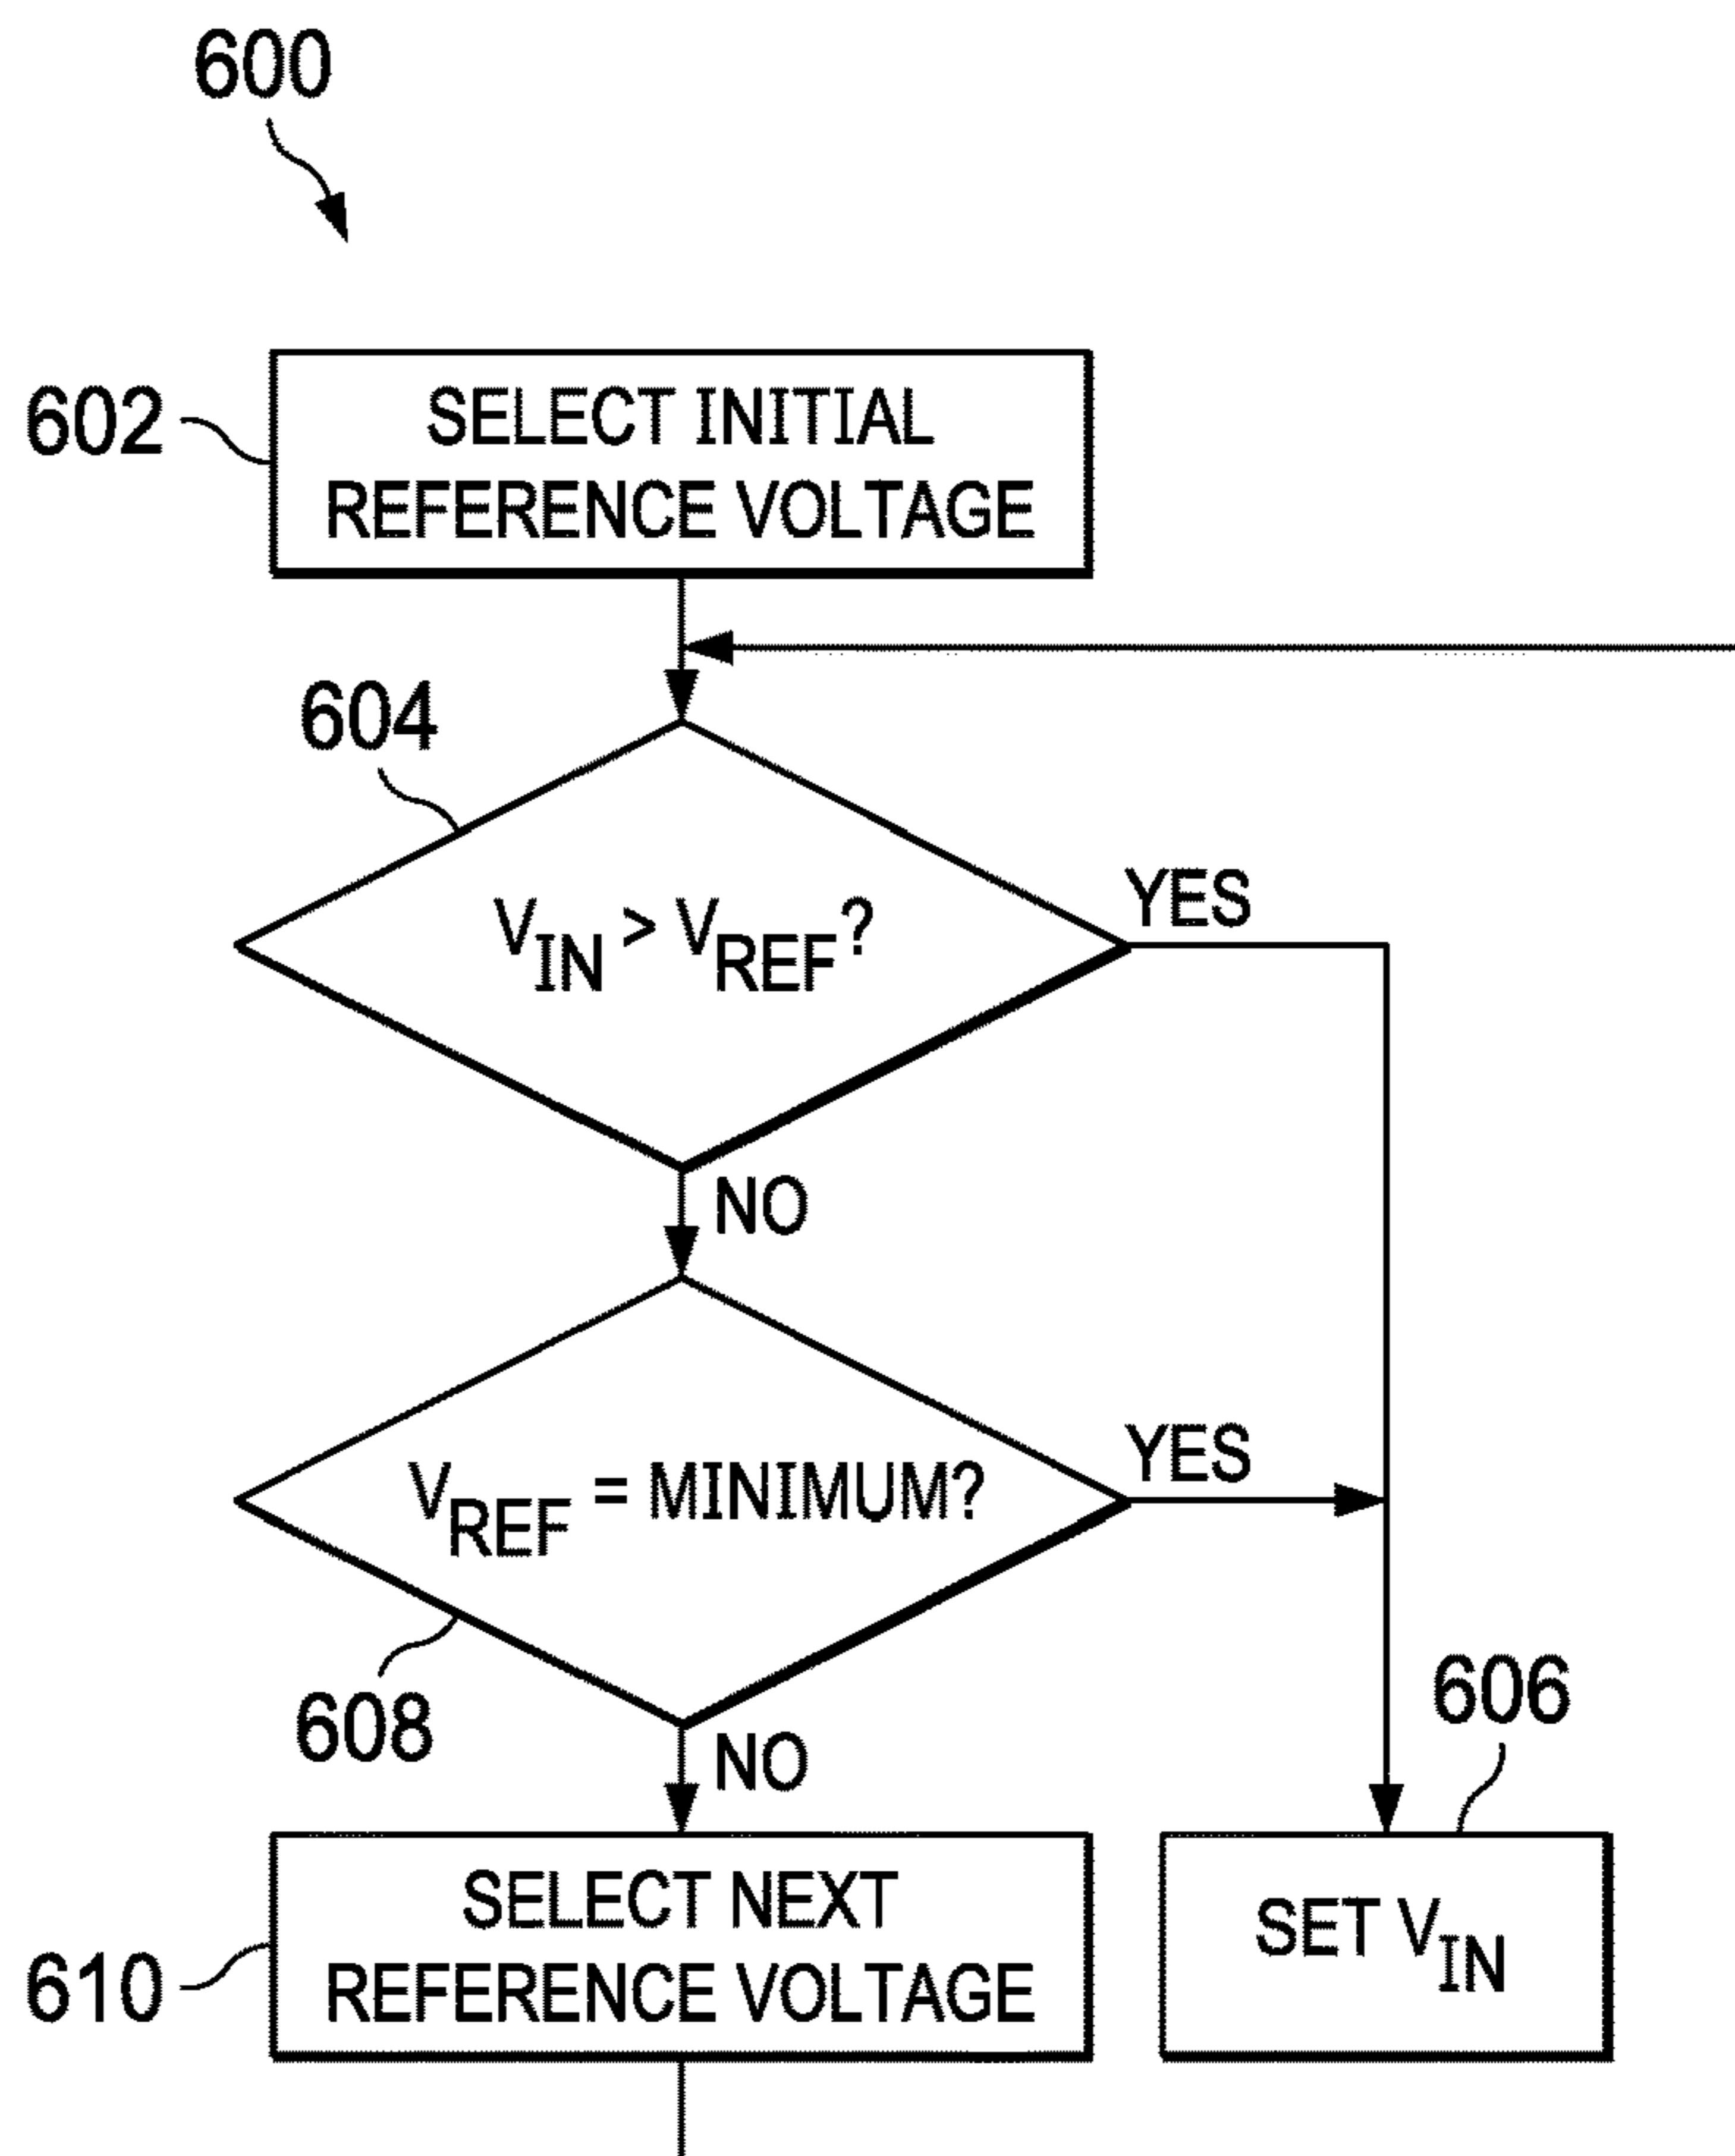 600
602
SELECT INITIAL
REFERENCE VOLTAGE
604
V_IN > V_REF?
YES
NO
V_REF = MINIMUM?
YES
608
NO
606
610
SELECT NEXT
REFERENCE VOLTAGE
SET V_IN